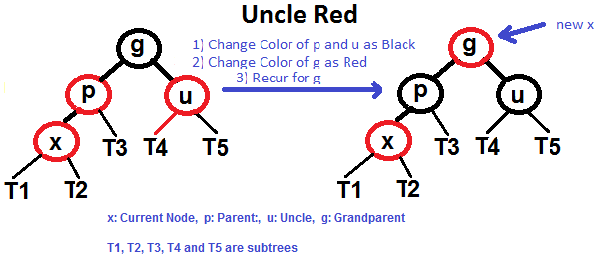 Uncle Red
new x
1) Change Color of p and u as Black
2) Change Color of g as Red
3) Recur for g
g
p
u
x
T3
T4
T5
T1
T2
g
p
u
x
T3
T4
T5
T1
T2
x: Current Node, p: Parent:, u: Uncle, g: Grandparent
T1, T2, T3, T4 and T5 are subtrees